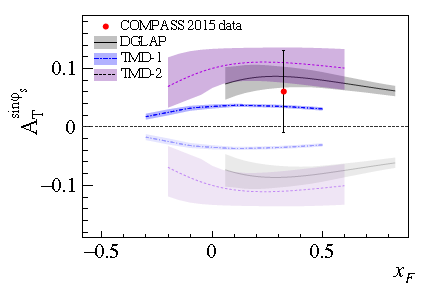 COMPASS 2015 data
DGLAP
TMD-1
TMD-2
0.1
0
−0.1
A_T^{sinφ_s}
−0.5 0 0.5
x_F